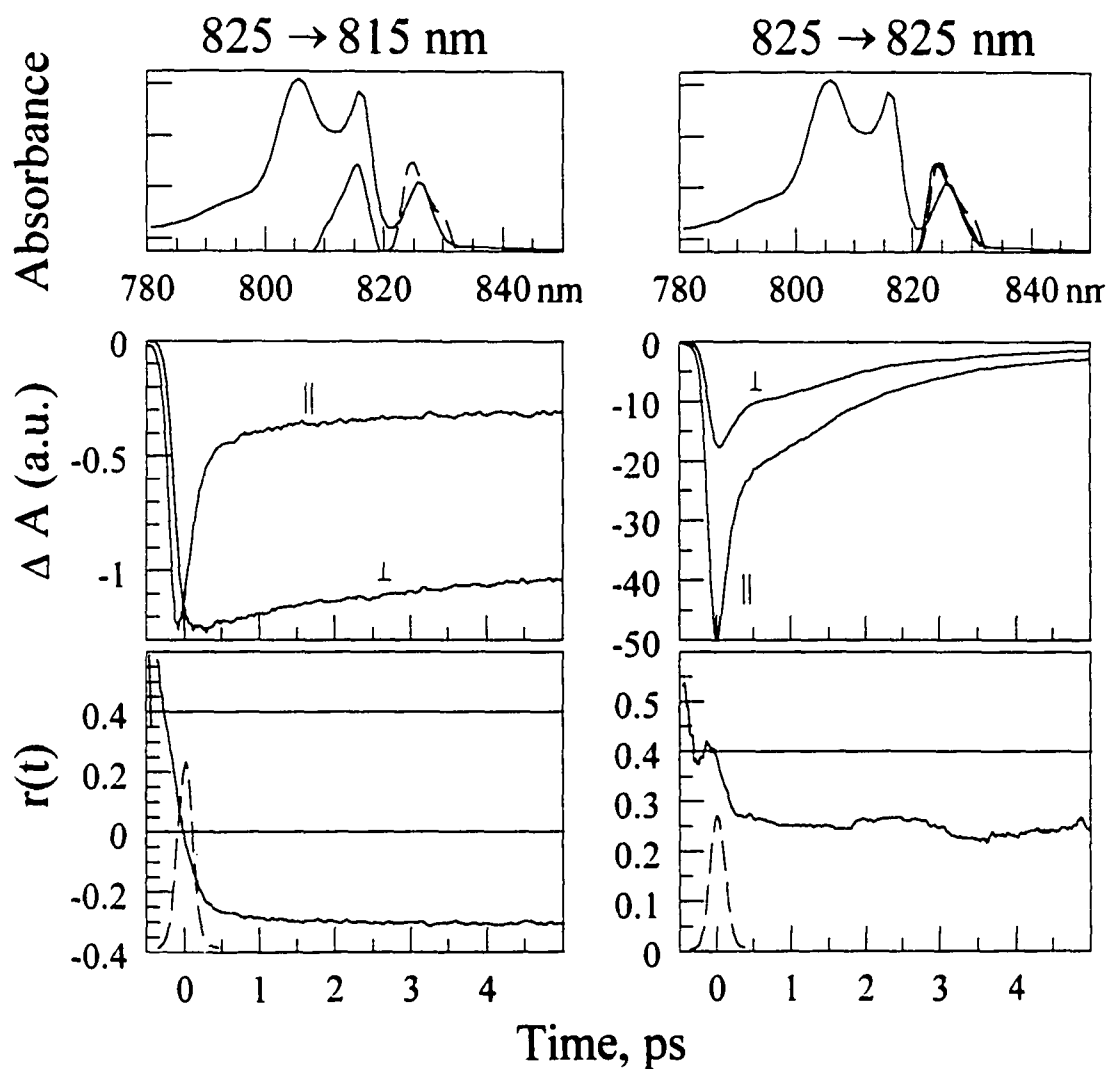 825 → 815 nm
825 → 825 nm
Absorbance
780 800 820 840 nm
780 800 820 840 nm
Δ A (a.u.)
0
-0.5
-1
||
⊥
0
-10
-20
-30
-40
-50
⊥
||
r(t)
0.4
0.2
0
-0.2
-0.4
0.5
0.4
0.3
0.2
0.1
0
0 1 2 3 4
0 1 2 3 4
Time, ps